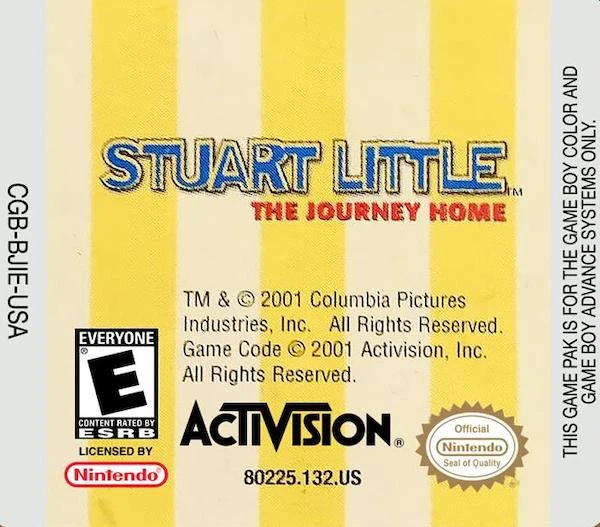 STUART LITTLE TM
THE JOURNEY HOME
TM & © 2001 Columbia Pictures
Industries, Inc. All Rights Reserved.
Game Code © 2001 Activision, Inc.
All Rights Reserved.
EVERYONE
®
E
CONTENT RATED BY
ESRB
LICENSED BY
Nintendo®
ACTIVISION®
80225.132.US
Official
Nintendo
Seal of Quality
CGB-BJIE-USA
THIS GAME PAK IS FOR THE GAME BOY COLOR AND
GAME BOY ADVANCE SYSTEMS ONLY.